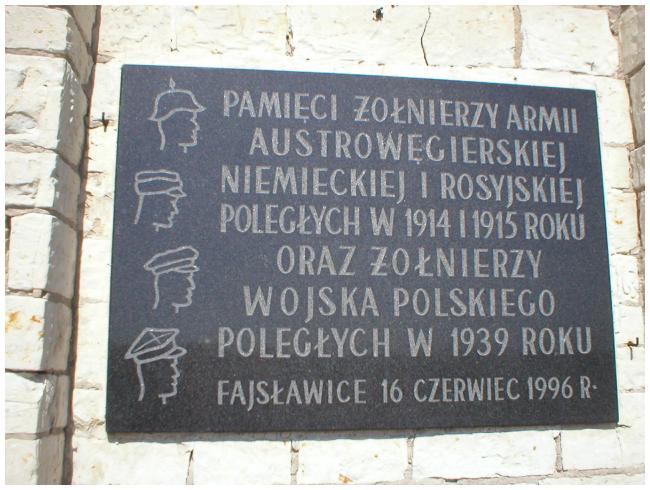 PAMIĘCI ŻOŁNIERZY ARMII
AUSTROWĘGIERSKIEJ
NIEMIECKIEJ I ROSYJSKIEJ
POLEGŁYCH W 1914 I 1915 ROKU
ORAZ ŻOŁNIERZY
WOJSKA POLSKIEGO
POLEGŁYCH W 1939 ROKU
FAJSŁAWICE 16 CZERWIEC 1996 R.